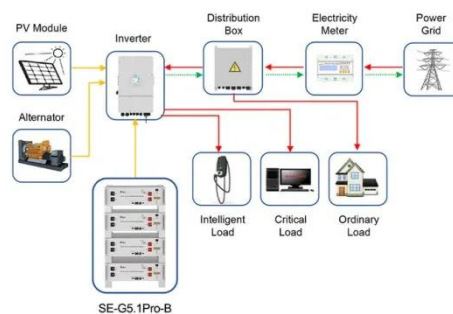 PV Module
Inverter
Distribution
Box
Electricity
Meter
Power
Grid
Alternator
Intelligent
Load
Critical
Load
Ordinary
Load
SE-G5.1Pro-B